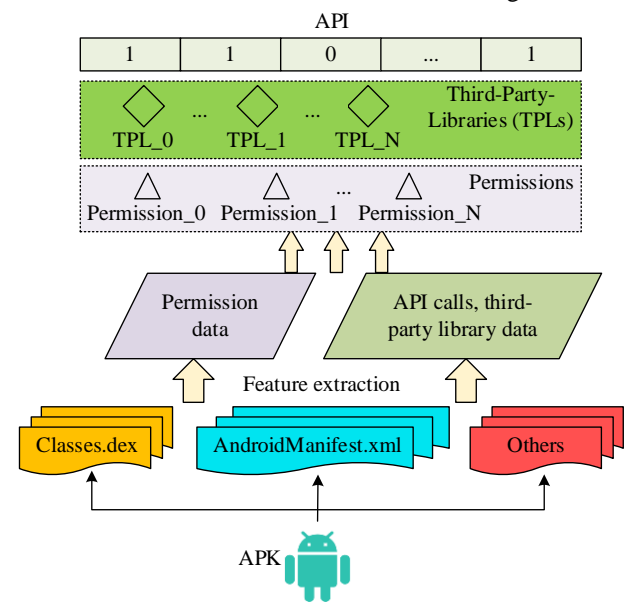 API
1 1 0 ... 1
Third-Party-
Libraries (TPLs)
... ...
TPL_0 TPL_1 TPL_N
Permissions
...
Permission_0 Permission_1 Permission_N
Permission
data
API calls, third-
party library data
Feature extraction
Classes.dex AndroidManifest.xml Others
APK